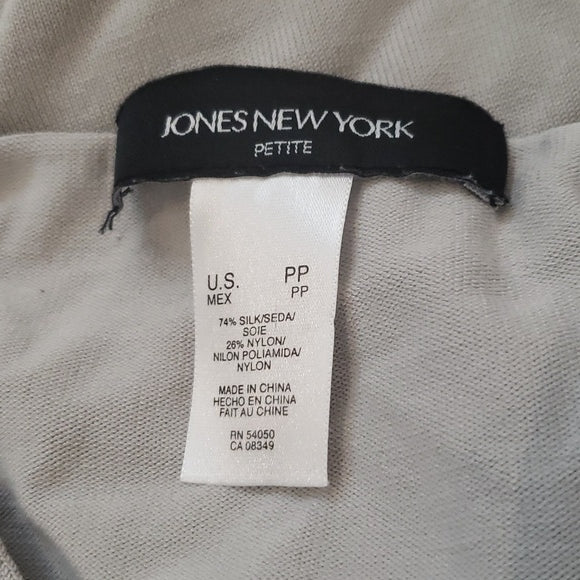 JONES NEW YORK
PETITE
U.S. PP
MEX PP
74% SILK/SEDA/
SOIE
26% NYLON/
NILON POLIAMIDA/
NYLON
MADE IN CHINA
HECHO EN CHINA
FAIT AU CHINE
RN 54050
CA 08349